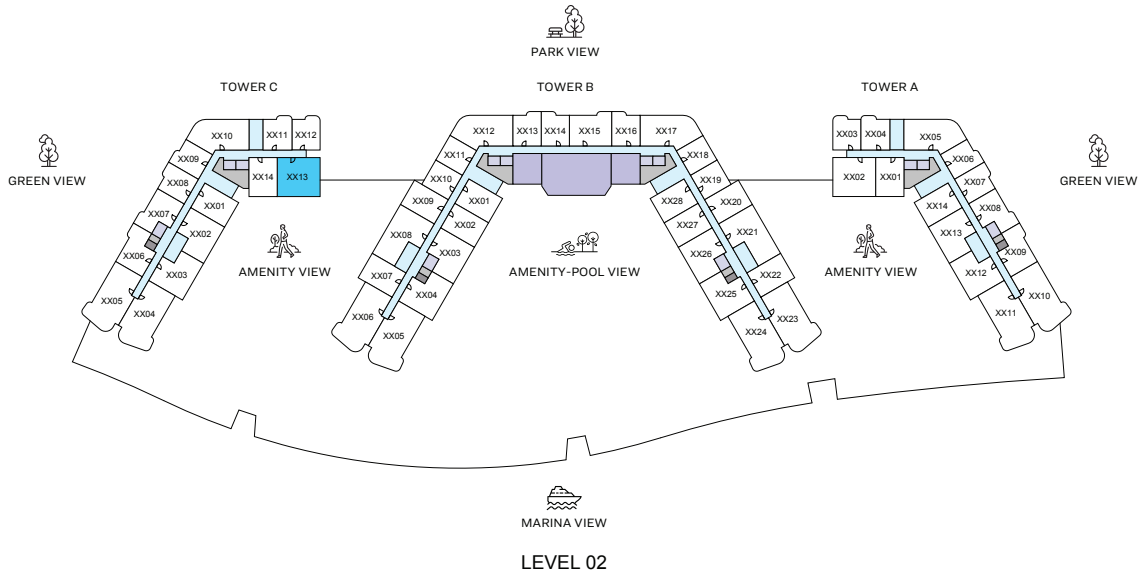 PARK VIEW
TOWER C
TOWER B
TOWER A
GREEN VIEW
GREEN VIEW
XX10
XX11
XX12
XX09
XX08
XX07
XX06
XX05
XX04
XX03
XX02
XX01
XX14
XX13
AMENITY VIEW
XX12
XX13
XX14
XX15
XX16
XX17
XX11
XX10
XX09
XX08
XX07
XX06
XX05
XX04
XX03
XX02
XX01
XX18
XX19
XX20
XX21
XX22
XX23
XX24
XX25
XX26
XX27
XX28
AMENITY-POOL VIEW
AMENITY VIEW
XX03
XX04
XX05
XX02
XX01
XX06
XX07
XX08
XX09
XX10
XX11
XX12
XX13
XX14
MARINA VIEW
LEVEL 02